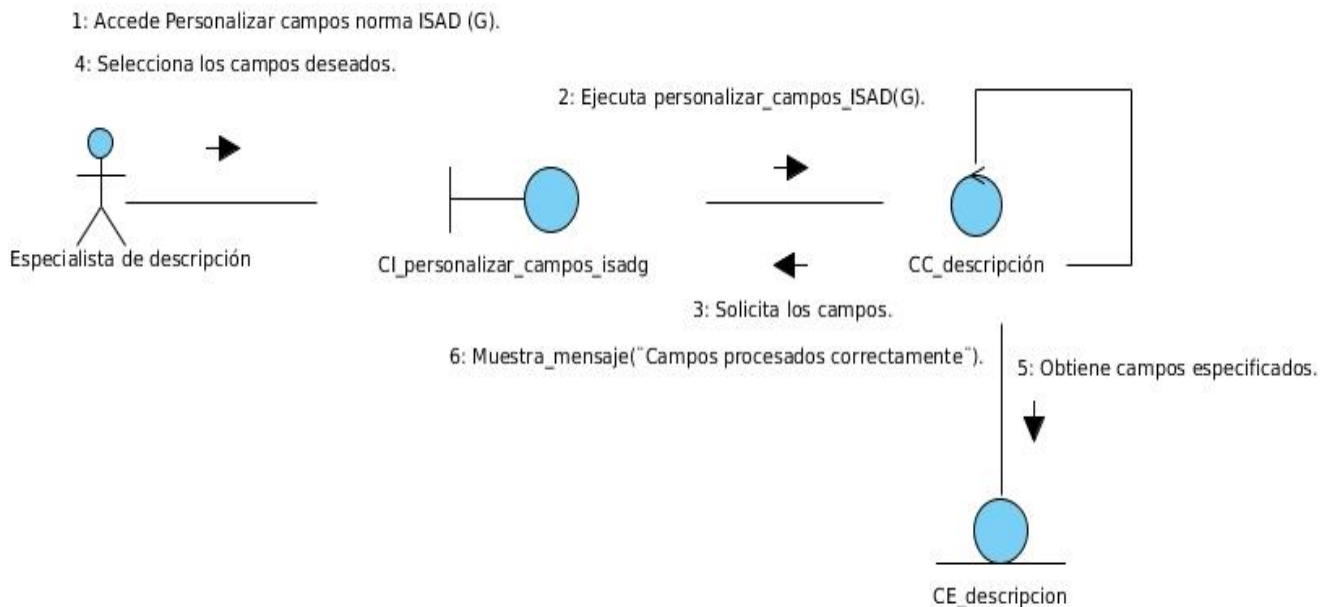 1: Accede Personalizar campos norma ISAD (G).
4: Selecciona los campos deseados.
2: Ejecuta personalizar_campos_ISAD(G).
Especialista de descripción
CI_personalizar_campos_isadg
CC_descripción
3: Solicita los campos.
6: Muestra_mensaje(¨Campos procesados correctamente¨).
5: Obtiene campos especificados.
CE_descripcion